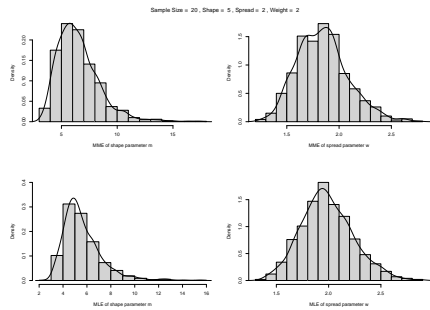 Sample Size = 20 , Shape = 5 , Spread = 2 , Weight = 2
Density
0.00 0.05 0.10 0.15 0.20
5 10 15
MME of shape parameter m
Density
0.0 0.5 1.0 1.5
1.5 2.0 2.5
MME of spread parameter w
Density
0.0 0.1 0.2 0.3 0.4
2 4 6 8 10 12 14 16
MLE of shape parameter m
Density
0.0 0.5 1.0 1.5
1.5 2.0 2.5
MLE of spread parameter w